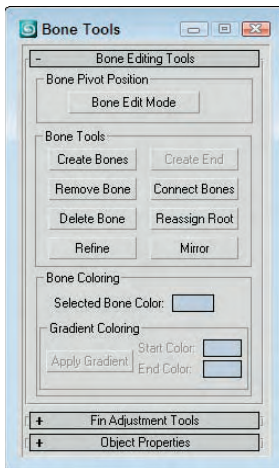 Bone Tools
- Bone Editing Tools
Bone Pivot Position
Bone Edit Mode
Bone Tools
Create Bones Create End
Remove Bone Connect Bones
Delete Bone Reassign Root
Refine Mirror
Bone Coloring
Selected Bone Color:
Gradient Coloring
Apply Gradient Start Color:
End Color:
+ Fin Adjustment Tools
+ Object Properties